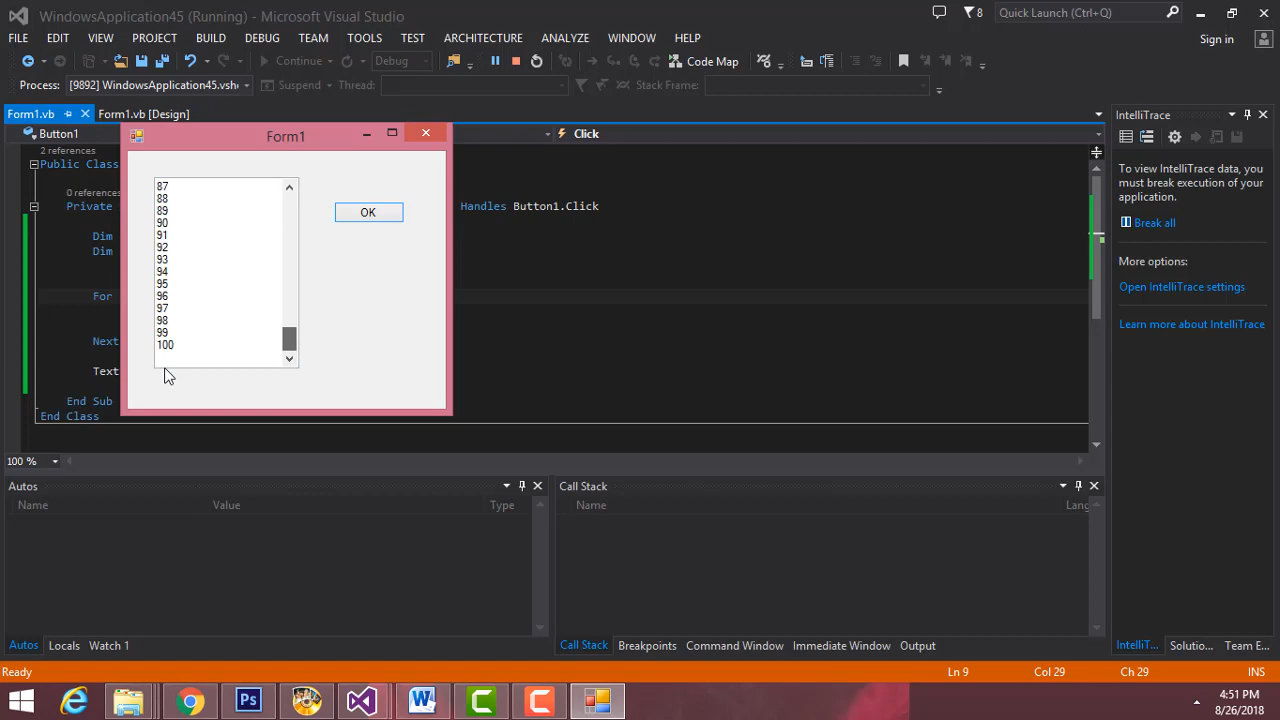 WindowsApplication45 (Running) - Microsoft Visual Studio
8
Quick Launch (Ctrl+Q)
FILE EDIT VIEW PROJECT BUILD DEBUG TEAM TOOLS TEST ARCHITECTURE ANALYZE WINDOW HELP
Sign in
Continue Debug Code Map
Process: [9892] WindowsApplication45.vsh Suspend Stack Frame:
Form1.vb Form1.vb [Design]
Button1
Click
2 references
Public Class
0 references
Private
Handles Button1.Click
Dim
Dim
For
Next
Text
End Sub
End Class
Form1
87
88
89
90
91
92
93
94
95
96
97
98
99
100
OK
IntelliTrace
To view IntelliTrace data, you
must break execution of your
application.
Break all
More options:
Open IntelliTrace settings
Learn more about IntelliTrace
100 %
Autos
Name Value Type
Call Stack
Name Lang
Autos Locals Watch 1
Call Stack Breakpoints Command Window Immediate Window Output
IntelliT... Solutio... Team E...
Ready
Ln 9 Col 29 Ch 29 INS
Ps
4:51 PM
8/26/2018